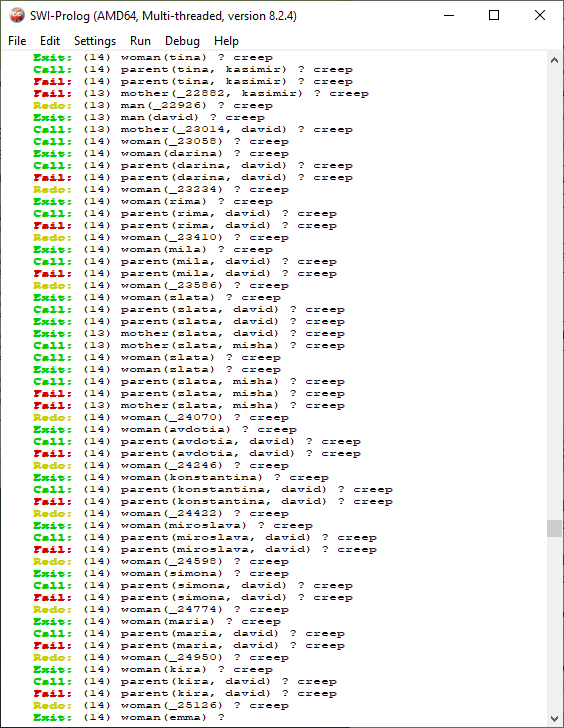 SWI-Prolog (AMD64, Multi-threaded, version 8.2.4)
File Edit Settings Run Debug Help
Exit: (14) woman(tina) ? creep
Call: (14) parent(tina, kazimir) ? creep
Fail: (14) parent(tina, kazimir) ? creep
Fail: (13) mother(_22882, kazimir) ? creep
Redo: (13) man(_22926) ? creep
Exit: (13) man(david) ? creep
Call: (13) mother(_23014, david) ? creep
Call: (14) woman(_23058) ? creep
Exit: (14) woman(darina) ? creep
Call: (14) parent(darina, david) ? creep
Fail: (14) parent(darina, david) ? creep
Redo: (14) woman(_23234) ? creep
Exit: (14) woman(rima) ? creep
Call: (14) parent(rima, david) ? creep
Fail: (14) parent(rima, david) ? creep
Redo: (14) woman(_23410) ? creep
Exit: (14) woman(mila) ? creep
Call: (14) parent(mila, david) ? creep
Fail: (14) parent(mila, david) ? creep
Redo: (14) woman(_23586) ? creep
Exit: (14) woman(zlata) ? creep
Call: (14) parent(zlata, david) ? creep
Exit: (14) parent(zlata, david) ? creep
Exit: (13) mother(zlata, david) ? creep
Call: (13) mother(zlata, misha) ? creep
Call: (14) woman(zlata) ? creep
Exit: (14) woman(zlata) ? creep
Call: (14) parent(zlata, misha) ? creep
Fail: (14) parent(zlata, misha) ? creep
Fail: (13) mother(zlata, misha) ? creep
Redo: (14) woman(_24070) ? creep
Exit: (14) woman(avdotia) ? creep
Call: (14) parent(avdotia, david) ? creep
Fail: (14) parent(avdotia, david) ? creep
Redo: (14) woman(_24246) ? creep
Exit: (14) woman(konstantina) ? creep
Call: (14) parent(konstantina, david) ? creep
Fail: (14) parent(konstantina, david) ? creep
Redo: (14) woman(_24422) ? creep
Exit: (14) woman(miroslava) ? creep
Call: (14) parent(miroslava, david) ? creep
Fail: (14) parent(miroslava, david) ? creep
Redo: (14) woman(_24598) ? creep
Exit: (14) woman(simona) ? creep
Call: (14) parent(simona, david) ? creep
Fail: (14) parent(simona, david) ? creep
Redo: (14) woman(_24774) ? creep
Exit: (14) woman(maria) ? creep
Call: (14) parent(maria, david) ? creep
Fail: (14) parent(maria, david) ? creep
Redo: (14) woman(_24950) ? creep
Exit: (14) woman(kira) ? creep
Call: (14) parent(kira, david) ? creep
Fail: (14) parent(kira, david) ? creep
Redo: (14) woman(_25126) ? creep
Exit: (14) woman(emma) ?